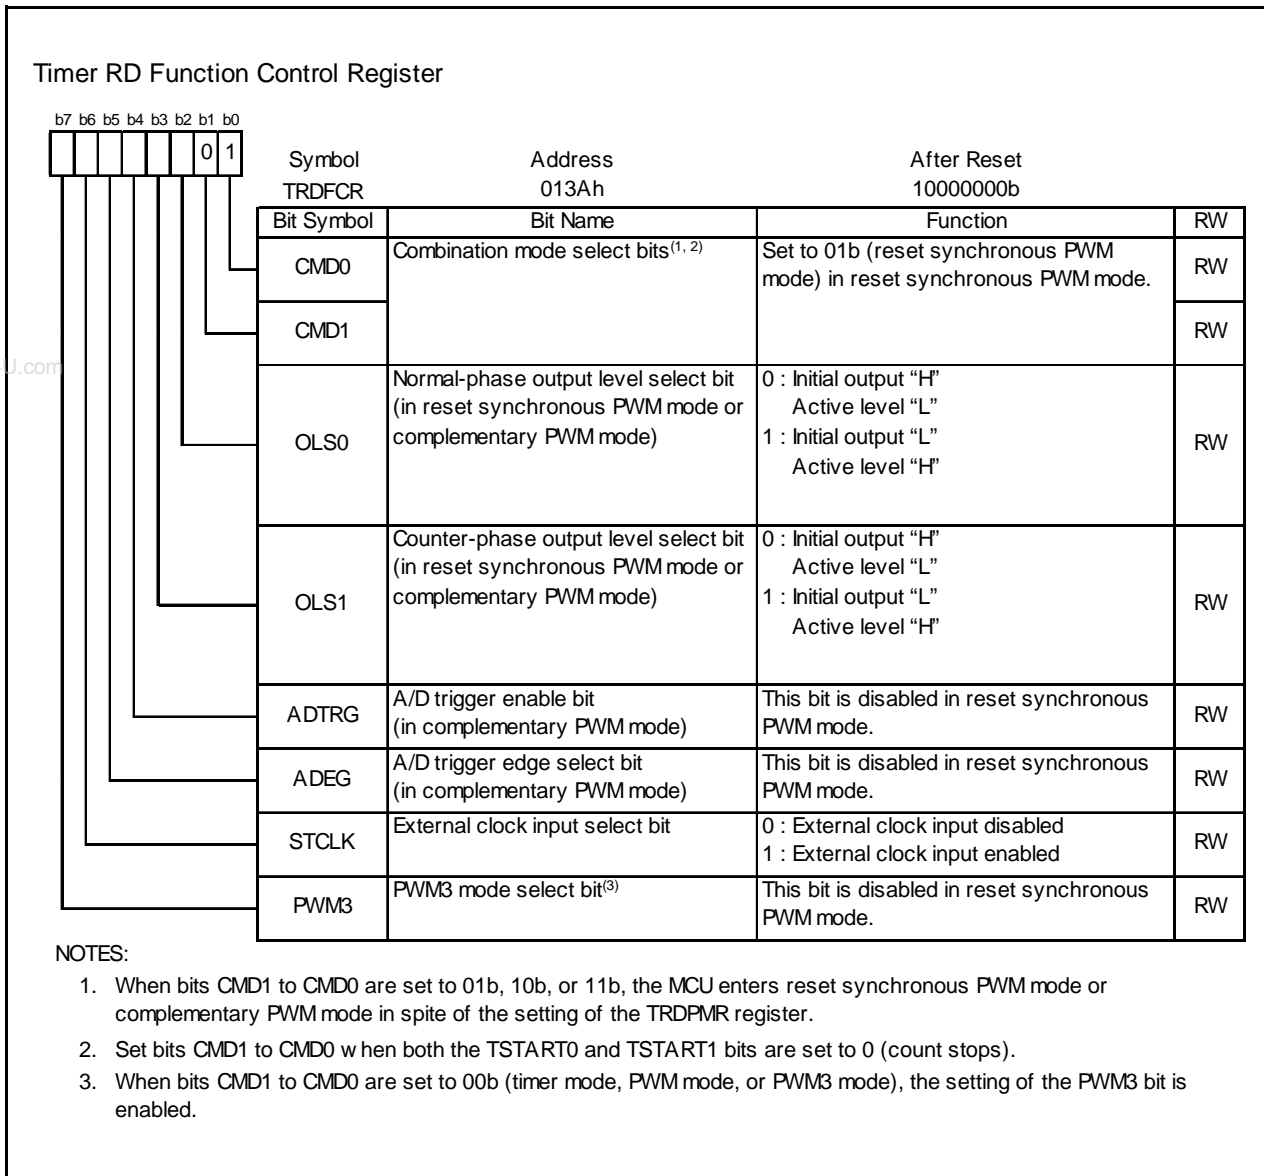 Timer RD Function Control Register
b7 b6 b5 b4 b3 b2 b1 b0
0 1
Symbol Address After Reset
TRDFCR 013Ah 10000000b
Bit Symbol Bit Name Function RW
CMD0 Combination mode select bits(1, 2) Set to 01b (reset synchronous PWM mode) in reset synchronous PWM mode. RW
CMD1 RW
U.com
OLS0
Normal-phase output level select bit
(in reset synchronous PWM mode or
complementary PWM mode)
0 : Initial output “H”
Active level “L”
1 : Initial output “L”
Active level “H”
RW
OLS1
Counter-phase output level select bit
(in reset synchronous PWM mode or
complementary PWM mode)
0 : Initial output “H”
Active level “L”
1 : Initial output “L”
Active level “H”
RW
ADTRG
A/D trigger enable bit
(in complementary PWM mode)
This bit is disabled in reset synchronous
PWM mode.
RW
ADEG
A/D trigger edge select bit
(in complementary PWM mode)
This bit is disabled in reset synchronous
PWM mode.
RW
STCLK
External clock input select bit
0 : External clock input disabled
1 : External clock input enabled
RW
PWM3
PWM3 mode select bit(3)
This bit is disabled in reset synchronous
PWM mode.
RW
NOTES:
1. When bits CMD1 to CMD0 are set to 01b, 10b, or 11b, the MCU enters reset synchronous PWM mode or
complementary PWM mode in spite of the setting of the TRDPMR register.
2. Set bits CMD1 to CMD0 when both the TSTART0 and TSTART1 bits are set to 0 (count stops).
3. When bits CMD1 to CMD0 are set to 00b (timer mode, PWM mode, or PWM3 mode), the setting of the PWM3 bit is
enabled.